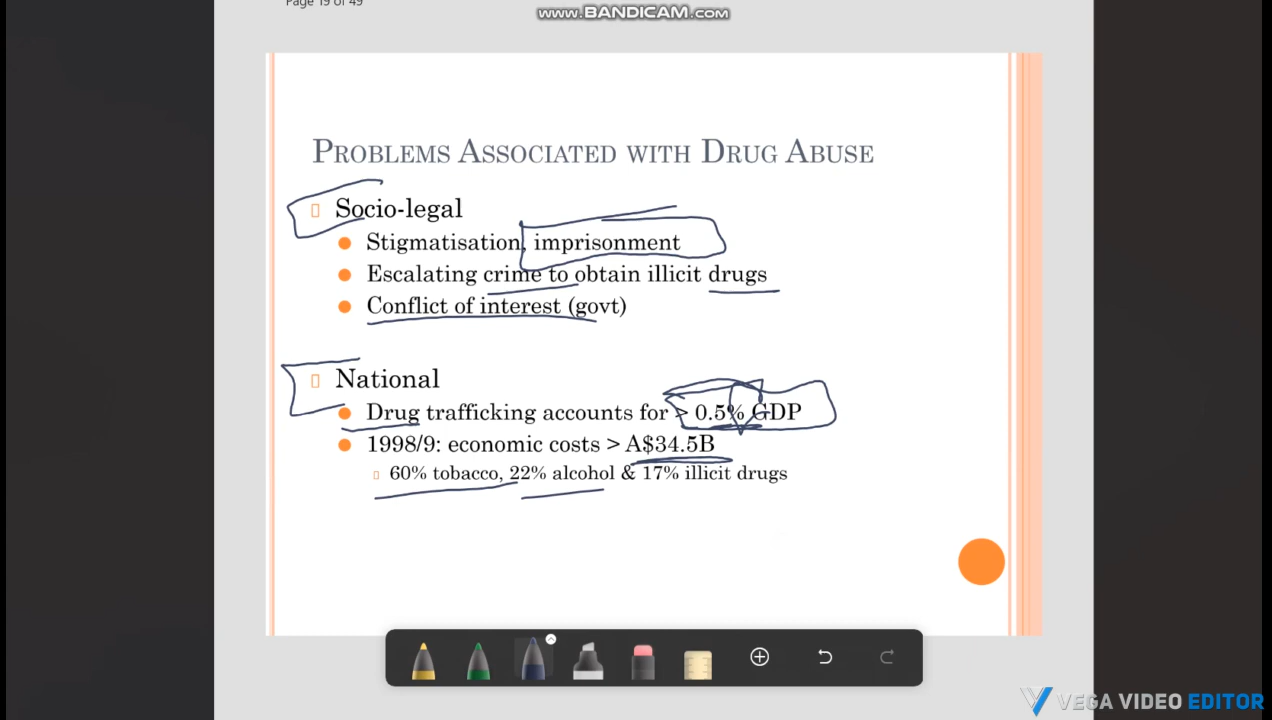 Page 19 of 49
www.BANDICAM.com
Problems Associated with Drug Abuse
Socio-legal
Stigmatisation, imprisonment
Escalating crime to obtain illicit drugs
Conflict of interest (govt)
National
Drug trafficking accounts for > 0.5% GDP
1998/9: economic costs > A$34.5B
60% tobacco, 22% alcohol & 17% illicit drugs
VEGA VIDEO EDITOR